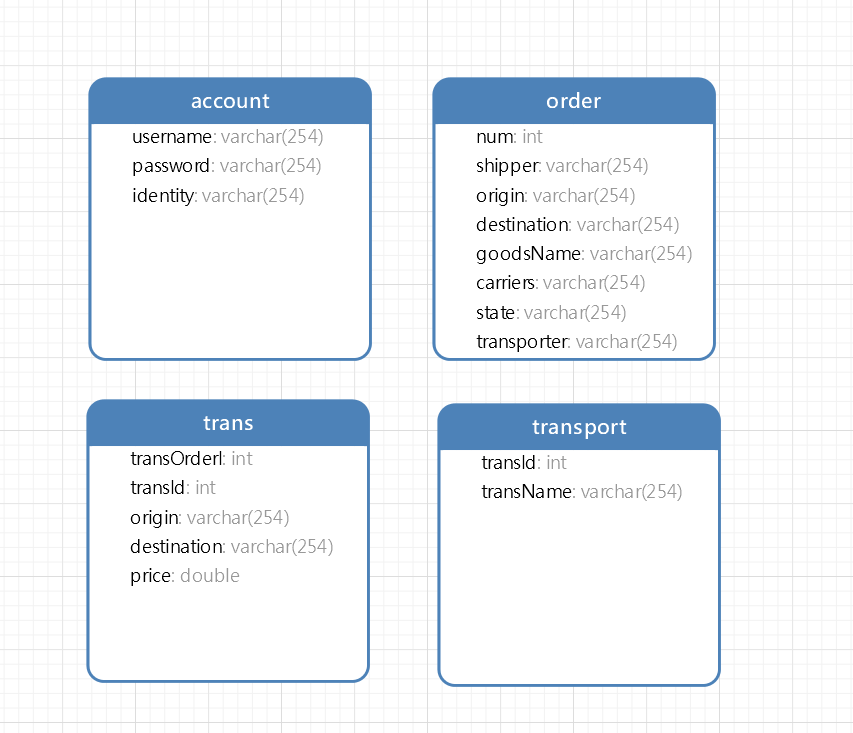 account
username: varchar(254)
password: varchar(254)
identity: varchar(254)
order
num: int
shipper: varchar(254)
origin: varchar(254)
destination: varchar(254)
goodsName: varchar(254)
carriers: varchar(254)
state: varchar(254)
transporter: varchar(254)
trans
transOrderI: int
transId: int
origin: varchar(254)
destination: varchar(254)
price: double
transport
transId: int
transName: varchar(254)